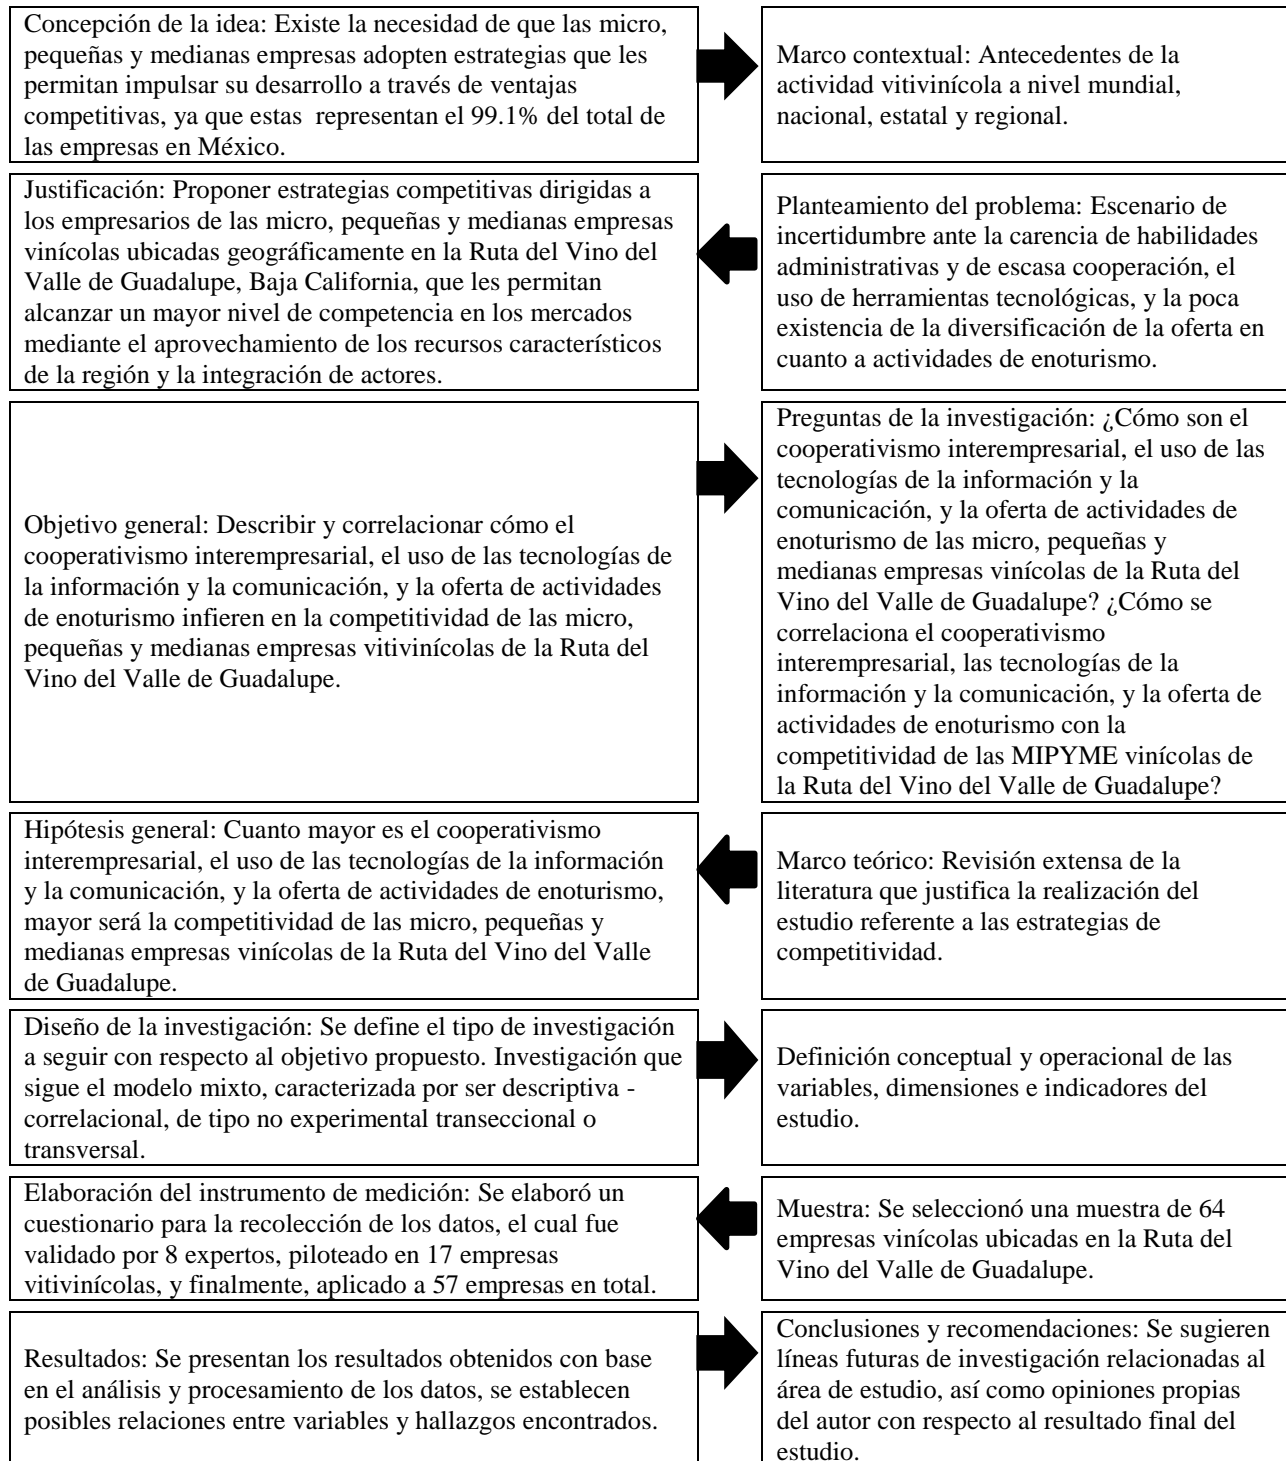 Concepción de la idea: Existe la necesidad de que las micro,
pequeñas y medianas empresas adopten estrategias que les
permitan impulsar su desarrollo a través de ventajas
competitivas, ya que estas representan el 99.1% del total de
las empresas en México.
Marco contextual: Antecedentes de la
actividad vitivinícola a nivel mundial,
nacional, estatal y regional.
Justificación: Proponer estrategias competitivas dirigidas a
los empresarios de las micro, pequeñas y medianas empresas
vinícolas ubicadas geográficamente en la Ruta del Vino del
Valle de Guadalupe, Baja California, que les permitan
alcanzar un mayor nivel de competencia en los mercados
mediante el aprovechamiento de los recursos característicos
de la región y la integración de actores.
Planteamiento del problema: Escenario de
incertidumbre ante la carencia de habilidades
administrativas y de escasa cooperación, el
uso de herramientas tecnológicas, y la poca
existencia de la diversificación de la oferta en
cuanto a actividades de enoturismo.
Objetivo general: Describir y correlacionar cómo el
cooperativismo interempresarial, el uso de las tecnologías de
la información y la comunicación, y la oferta de actividades
de enoturismo infieren en la competitividad de las micro,
pequeñas y medianas empresas vitivinícolas de la Ruta del
Vino del Valle de Guadalupe.
Preguntas de la investigación: ¿Cómo son el
cooperativismo interempresarial, el uso de las
tecnologías de la información y la
comunicación, y la oferta de actividades de
enoturismo de las micro, pequeñas y
medianas empresas vinícolas de la Ruta del
Vino del Valle de Guadalupe? ¿Cómo se
correlaciona el cooperativismo
interempresarial, las tecnologías de la
información y la comunicación, y la oferta de
actividades de enoturismo con la
competitividad de las MIPYME vinícolas de
la Ruta del Vino del Valle de Guadalupe?
Hipótesis general: Cuanto mayor es el cooperativismo
interempresarial, el uso de las tecnologías de la información
y la comunicación, y la oferta de actividades de enoturismo,
mayor será la competitividad de las micro, pequeñas y
medianas empresas vinícolas de la Ruta del Vino del Valle
de Guadalupe.
Marco teórico: Revisión extensa de la
literatura que justifica la realización del
estudio referente a las estrategias de
competitividad.
Diseño de la investigación: Se define el tipo de investigación
a seguir con respecto al objetivo propuesto. Investigación que
sigue el modelo mixto, caracterizada por ser descriptiva -
correlacional, de tipo no experimental transeccional o
transversal.
Definición conceptual y operacional de las
variables, dimensiones e indicadores del
estudio.
Elaboración del instrumento de medición: Se elaboró un
cuestionario para la recolección de los datos, el cual fue
validado por 8 expertos, piloteado en 17 empresas
vitivinícolas, y finalmente, aplicado a 57 empresas en total.
Muestra: Se seleccionó una muestra de 64
empresas vinícolas ubicadas en la Ruta del
Vino del Valle de Guadalupe.
Resultados: Se presentan los resultados obtenidos con base
en el análisis y procesamiento de los datos, se establecen
posibles relaciones entre variables y hallazgos encontrados.
Conclusiones y recomendaciones: Se sugieren
líneas futuras de investigación relacionadas al
área de estudio, así como opiniones propias
del autor con respecto al resultado final del
estudio.